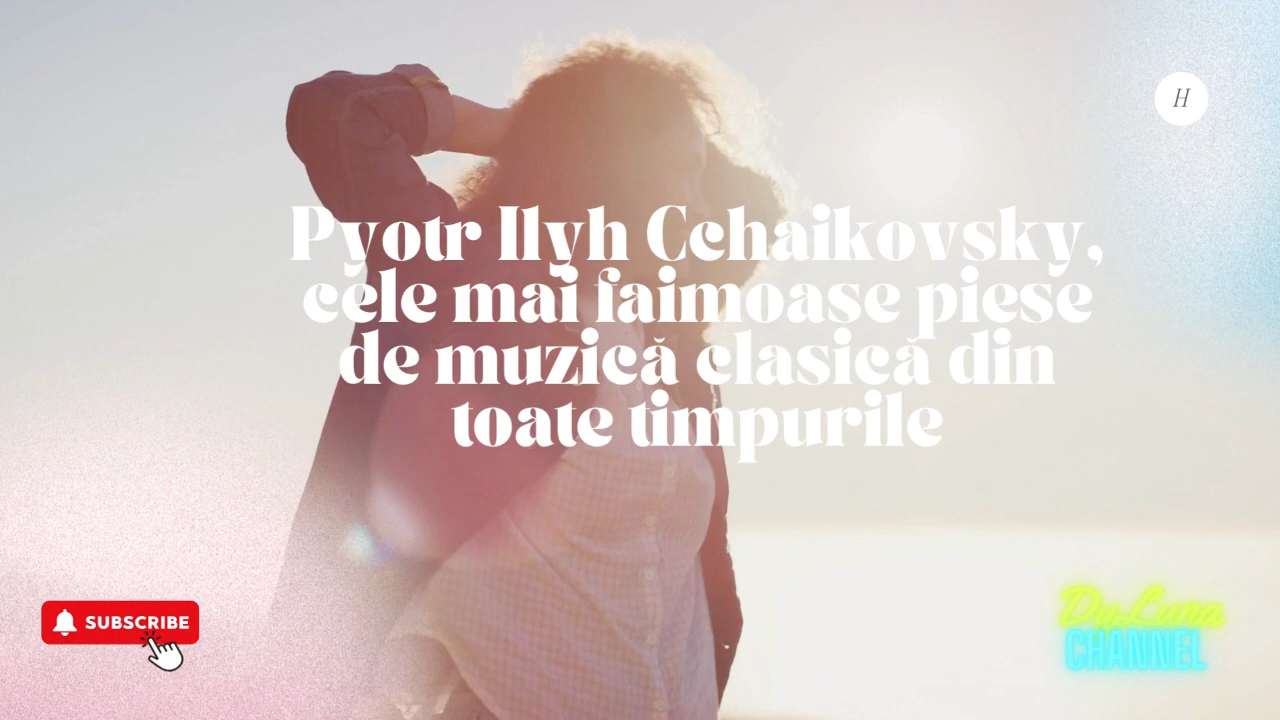 H
Pyotr Ilyh Cchaikovsky,
cele mai faimoase piese
de muzică clasică din
toate timpurile
SUBSCRIBE
DyLuna
CHANNEL